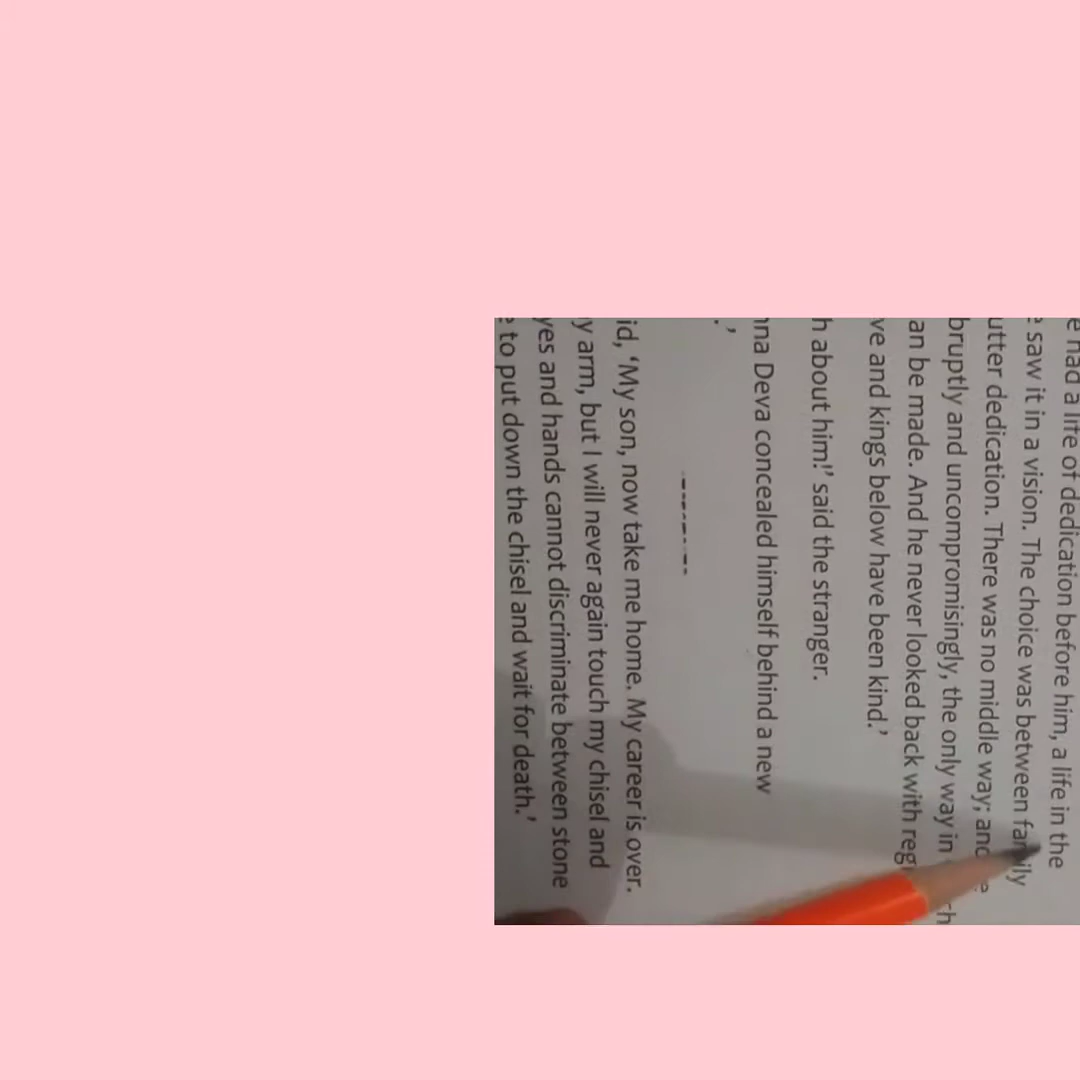 had a life of dedication before him, a life in the
saw it in a vision. The choice was between family
utter dedication. There was no middle way; and
bruptly and uncompromisingly, the only way in
an be made. And he never looked back with reg
ve and kings below have been kind.’
h about him!’ said the stranger.
nna Deva concealed himself behind a new
.’
id, ‘My son, now take me home. My career is over.
y arm, but I will never again touch my chisel and
yes and hands cannot discriminate between stone
to put down the chisel and wait for death.’